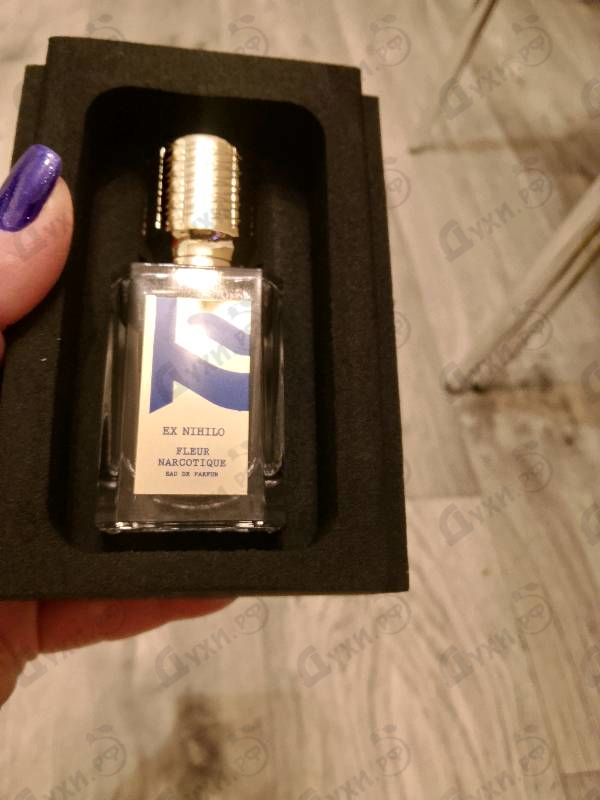 EX NIHILO
FLEUR
NARCOTIQUE
EAU DE PARFUM
Духи.рф